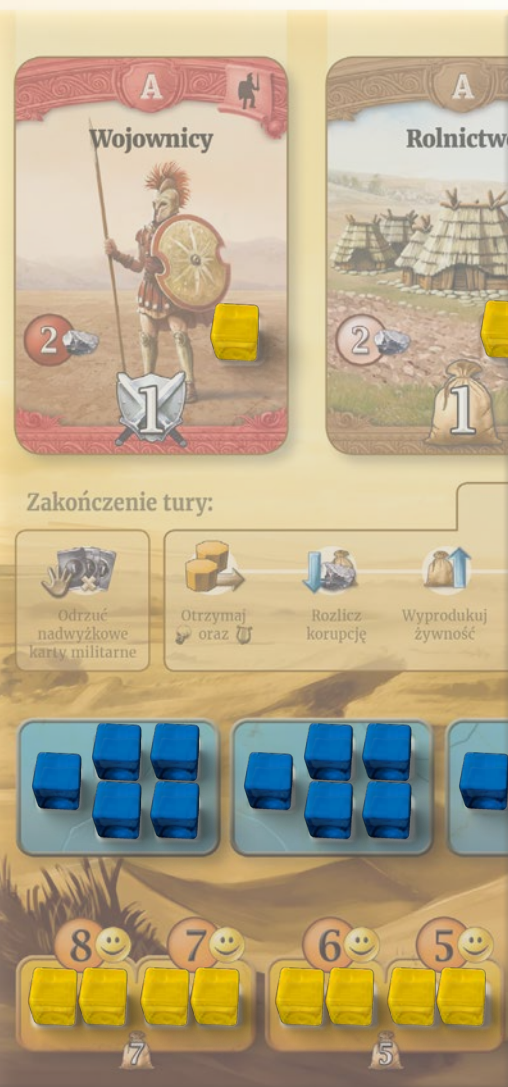 A
A
Wojownicy
Rolnictw
2
2
1
1
Zakończenie tury:
Odrzuć
nadwyżkowe
karty militarne
Otrzymaj
oraz
Rozlicz
korupcję
Wyprodukuj
żywność
8
7
6
5
7
5